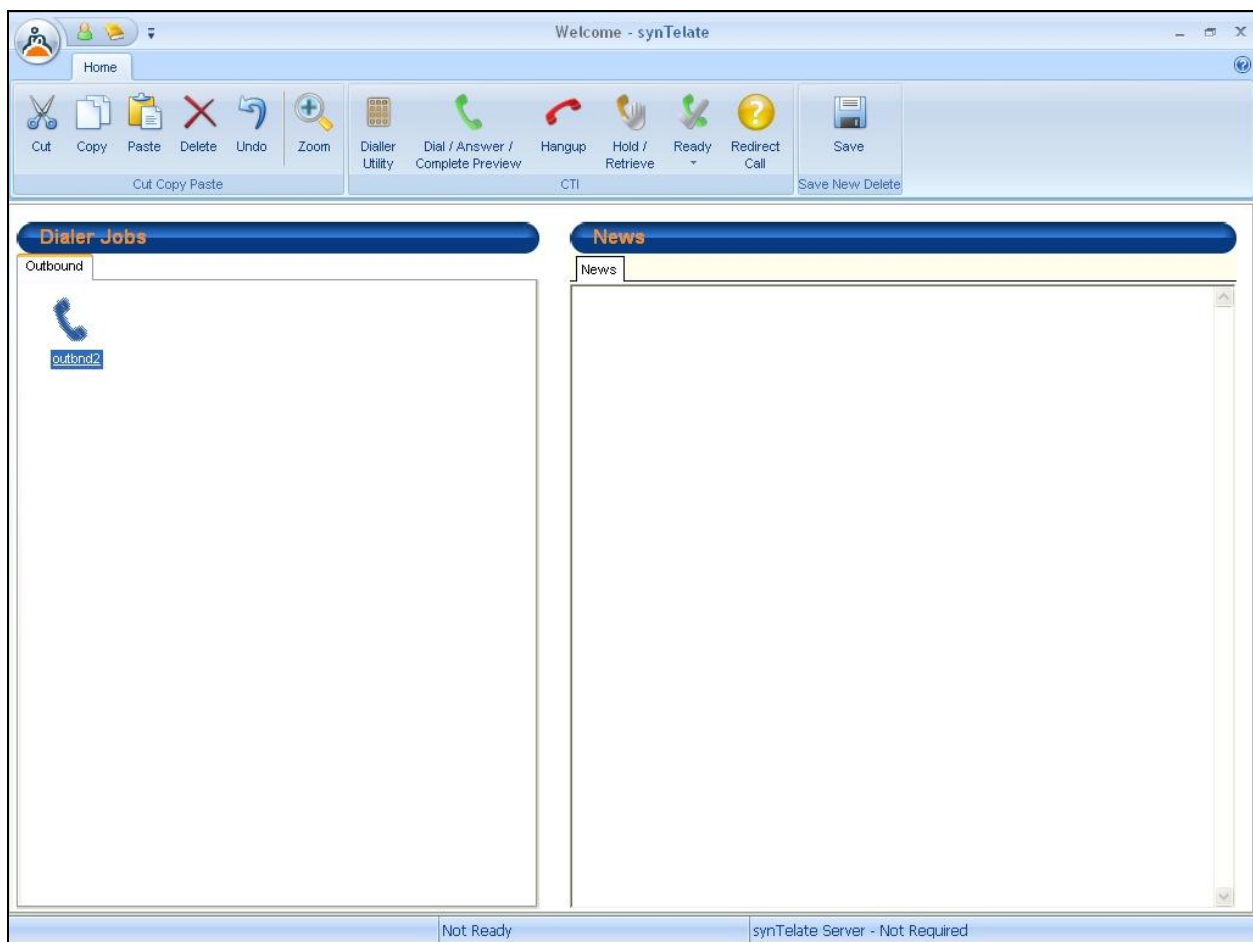 Welcome - synTelate
Home
Cut
Copy
Paste
Delete
Undo
Zoom
Dialler Utility
Dial / Answer / Complete Preview
Hangup
Hold / Retrieve
Ready
Redirect Call
Save
Cut Copy Paste
CTI
Save New Delete
Dialer Jobs
News
Outbound
News
outbnd2
Not Ready
synTelate Server - Not Required